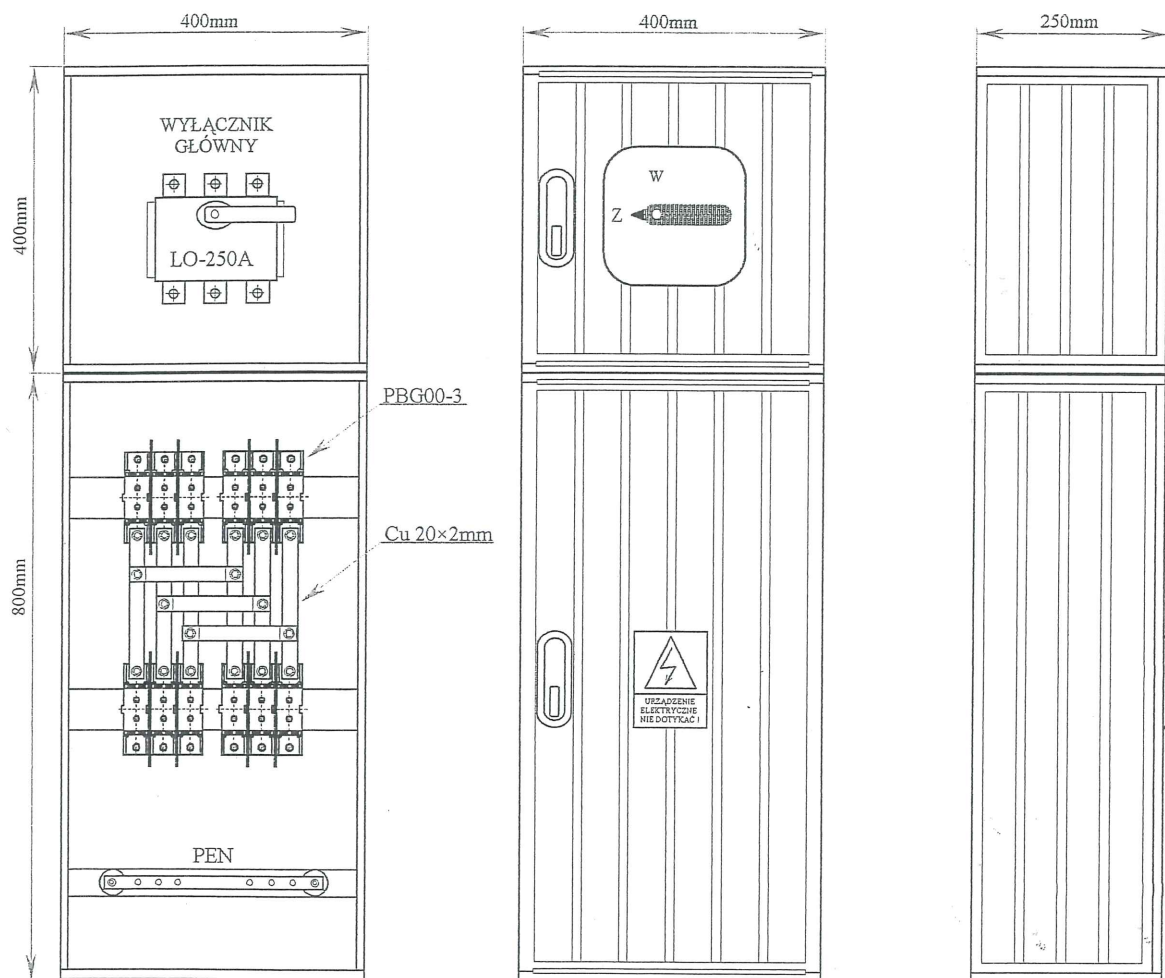 400mm
400mm
250mm
400mm
WYŁĄCZNIK
GŁÓWNY
LO-250A
W
Z
800mm
PBG00-3
Cu 20×2mm
URZĄDZENIE
ELEKTRYCZNE
NIE DOTYKAĆ !
PEN